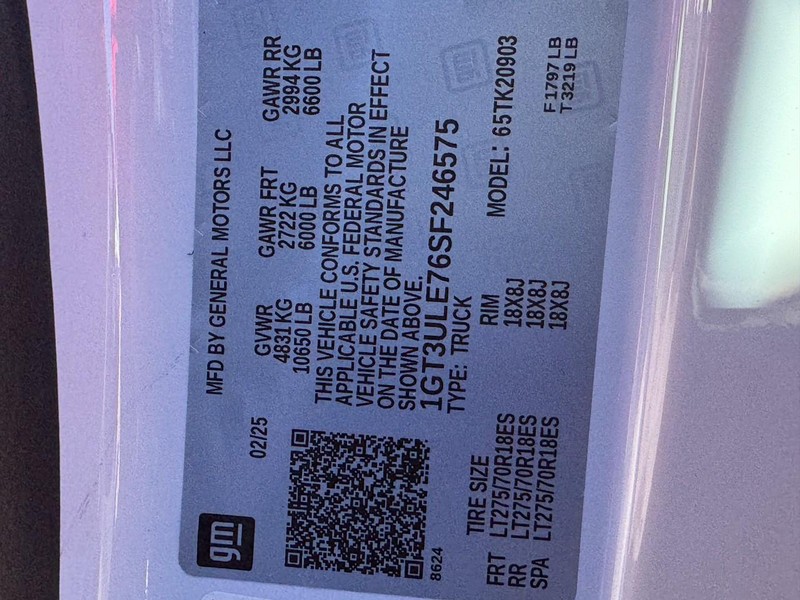 gm
MFD BY GENERAL MOTORS LLC
02/25
GVWR
4831 KG
10650 LB
GAWR FRT
2722 KG
6000 LB
GAWR RR
2994 KG
6600 LB
THIS VEHICLE CONFORMS TO ALL
APPLICABLE U.S. FEDERAL MOTOR
VEHICLE SAFETY STANDARDS IN EFFECT
ON THE DATE OF MANUFACTURE
SHOWN ABOVE.
1GT3ULE76SF246575
TYPE: TRUCK
MODEL: 65TK20903
8624
TIRE SIZE
RIM
FRT LT275/70R18ES 18X8J
RR LT275/70R18ES 18X8J
SPA LT275/70R18ES 18X8J
F 1797 LB
T 3219 LB